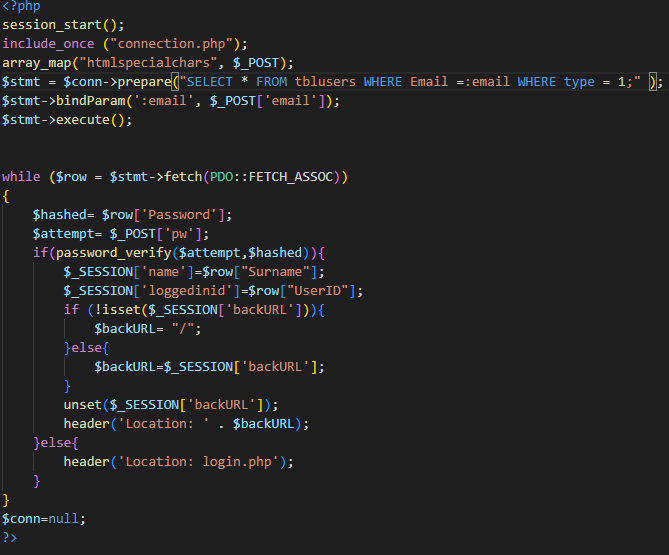 <?php
session_start();
include_once ("connection.php");
array_map("htmlspecialchars", $_POST);
$stmt = $conn->prepare("SELECT * FROM tblusers WHERE Email =:email WHERE type = 1;" );
$stmt->bindParam(':email', $_POST['email']);
$stmt->execute();
while ($row = $stmt->fetch(PDO::FETCH_ASSOC))
{
$hashed= $row['Password'];
$attempt= $_POST['pw'];
if(password_verify($attempt,$hashed)){
$_SESSION['name']=$row["Surname"];
$_SESSION['loggedinid']=$row["UserID"];
if (!isset($_SESSION['backURL'])){
$backURL= "/";
}else{
$backURL=$_SESSION['backURL'];
}
unset($_SESSION['backURL']);
header('Location: ' . $backURL);
}else{
header('Location: login.php');
}
}
$conn=null;
?>